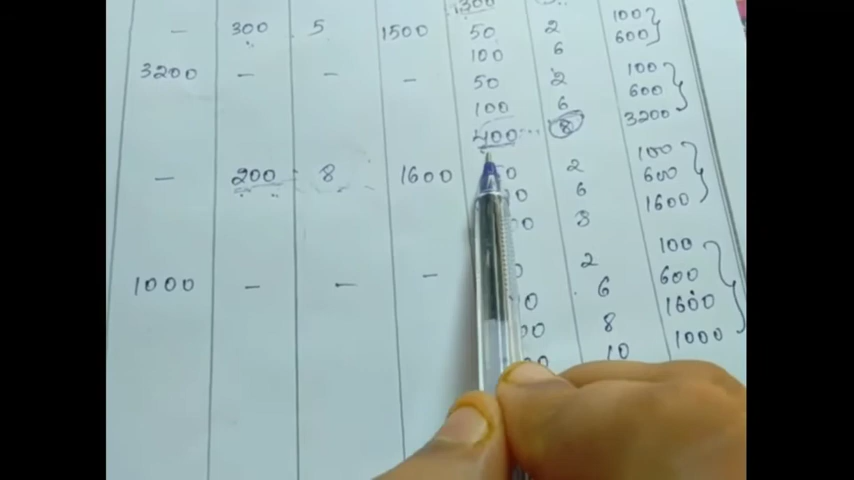 1300
– 300 5 1500 50 2 100
100 6 600
3200 – – – 50 2 100
100 6 600
400 8 3200
– 200 8 1600 2 100
6 600
8 1600
1000 – – – 2 100
6 600
8 1600
10 1000